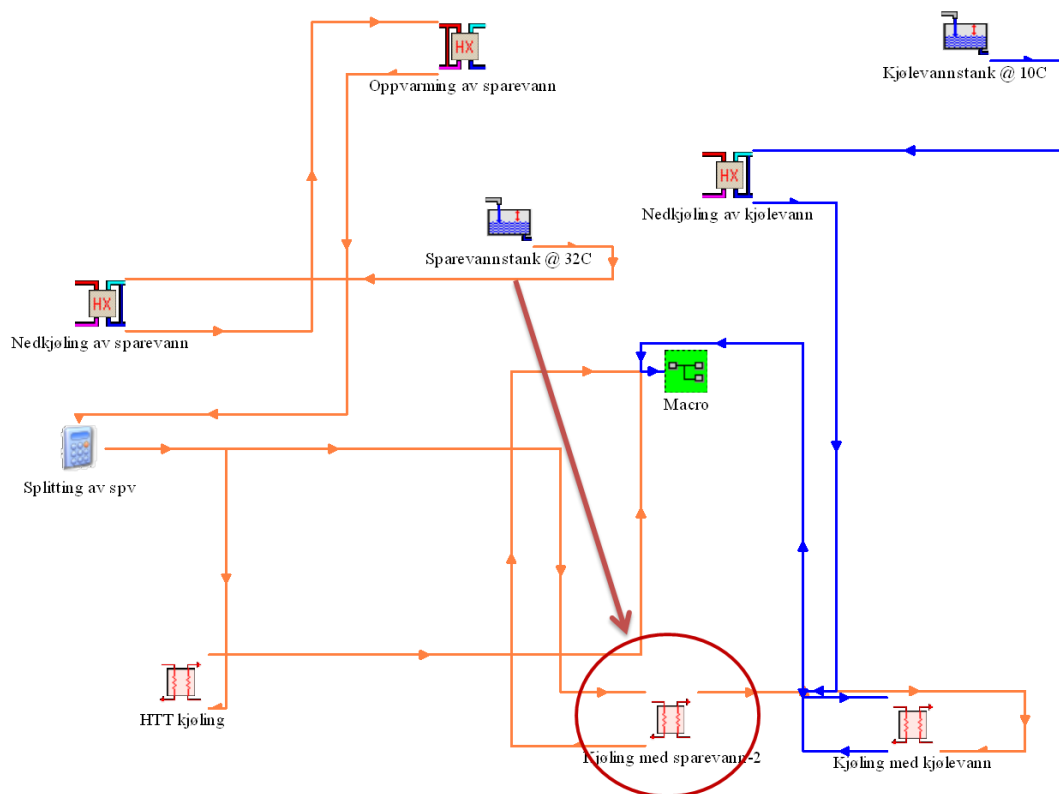 HX
Oppvarming av sparevann
Kjølevannstank @ 10C
HX
Nedkjøling av kjølevann
Sparevannstank @ 32C
HX
Nedkjøling av sparevann
Macro
Splitting av spv
HTT kjøling
Kjøling med sparevann-2
Kjøling med kjølevann